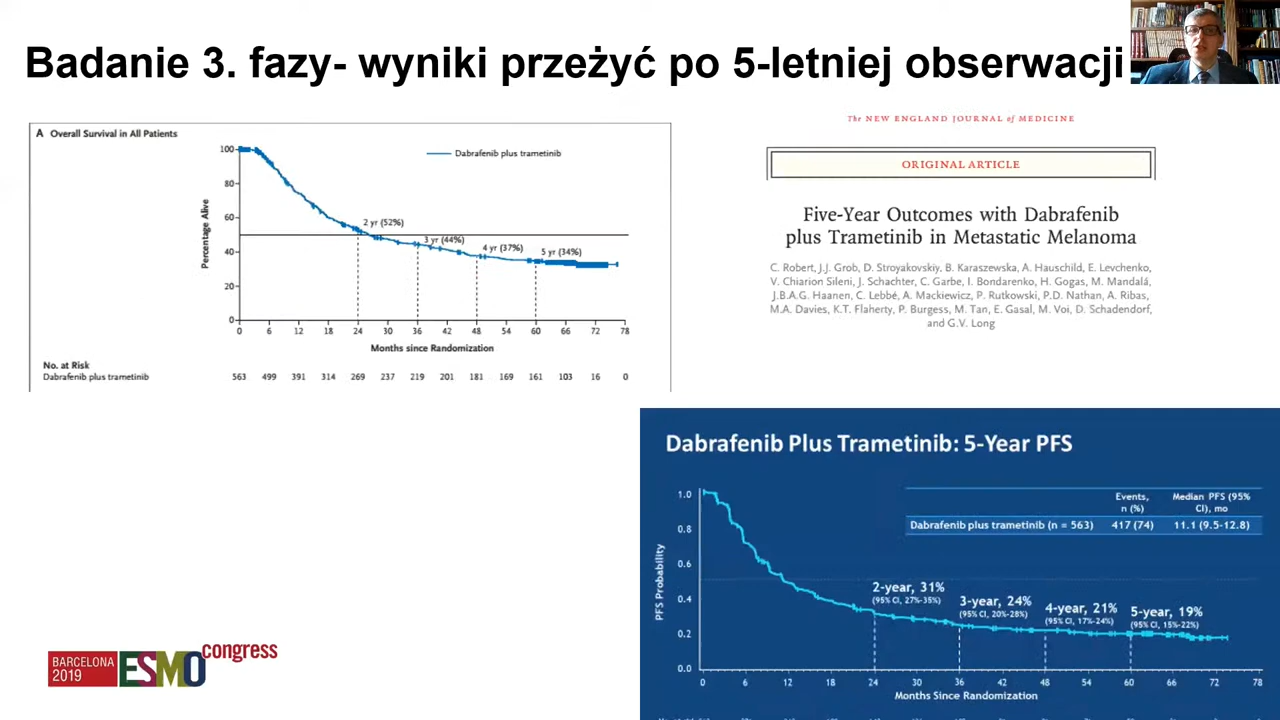 Badanie 3. fazy- wyniki przeżyć po 5-letniej obserwacji
A Overall Survival in All Patients
Dabrafenib plus trametinib
Percentage Alive
100
80
60
40
20
0
2 yr (52%)
3 yr (44%)
4 yr (37%)
5 yr (34%)
0 6 12 18 24 30 36 42 48 54 60 66 72 78
Months since Randomization
No. at Risk
Dabrafenib plus trametinib 563 499 391 314 269 237 219 201 181 169 161 103 16 0
The NEW ENGLAND JOURNAL of MEDICINE
ORIGINAL ARTICLE
Five-Year Outcomes with Dabrafenib
plus Trametinib in Metastatic Melanoma
C. Robert, J.J. Grob, D. Stroyakovskiy, B. Karaszewska, A. Hauschild, E. Levchenko,
V. Chiarion Sileni, J. Schachter, C. Garbe, I. Bondarenko, H. Gogas, M. Mandalá,
J.B.A.G. Haanen, C. Lebbé, A. Mackiewicz, P. Rutkowski, P.D. Nathan, A. Ribas,
M.A. Davies, K.T. Flaherty, P. Burgess, M. Tan, E. Gasal, M. Voi, D. Schadendorf,
and G.V. Long
Dabrafenib Plus Trametinib: 5-Year PFS
Events,
n (%)
Median PFS (95%
CI), mo
Dabrafenib plus trametinib (n = 563) 417 (74) 11.1 (9.5-12.8)
PFS Probability
1.0
0.8
0.6
0.4
0.2
0.0
2-year, 31%
(95% CI, 27%-35%)
3-year, 24%
(95% CI, 20%-28%)
4-year, 21%
(95% CI, 17%-24%)
5-year, 19%
(95% CI, 15%-22%)
0 6 12 18 24 30 36 42 48 54 60 66 72 78
Months Since Randomization
BARCELONA
2019
ESMO
congress